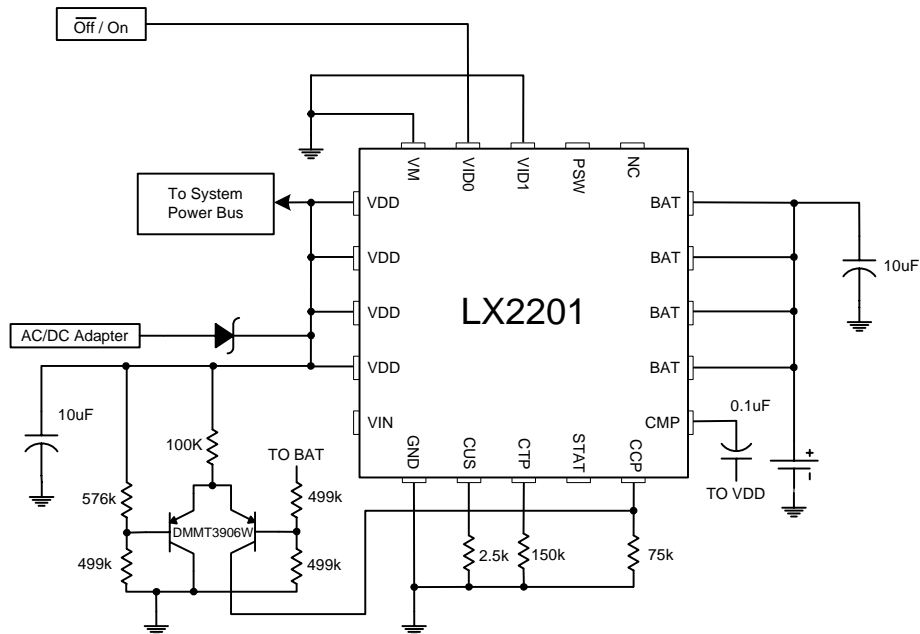 Off / On
VM
VID0
VID1
PSW
NC
To System
Power Bus
VDD
BAT
VDD
BAT
10uF
LX2201
VDD
BAT
AC/DC Adapter
VDD
BAT
10uF
VIN
CMP
0.1uF
100K
TO BAT
GND
CUS
CTP
STAT
CCP
+
-
TO VDD
576k
499k
DMMT3906W
499k
499k
2.5k
150k
75k